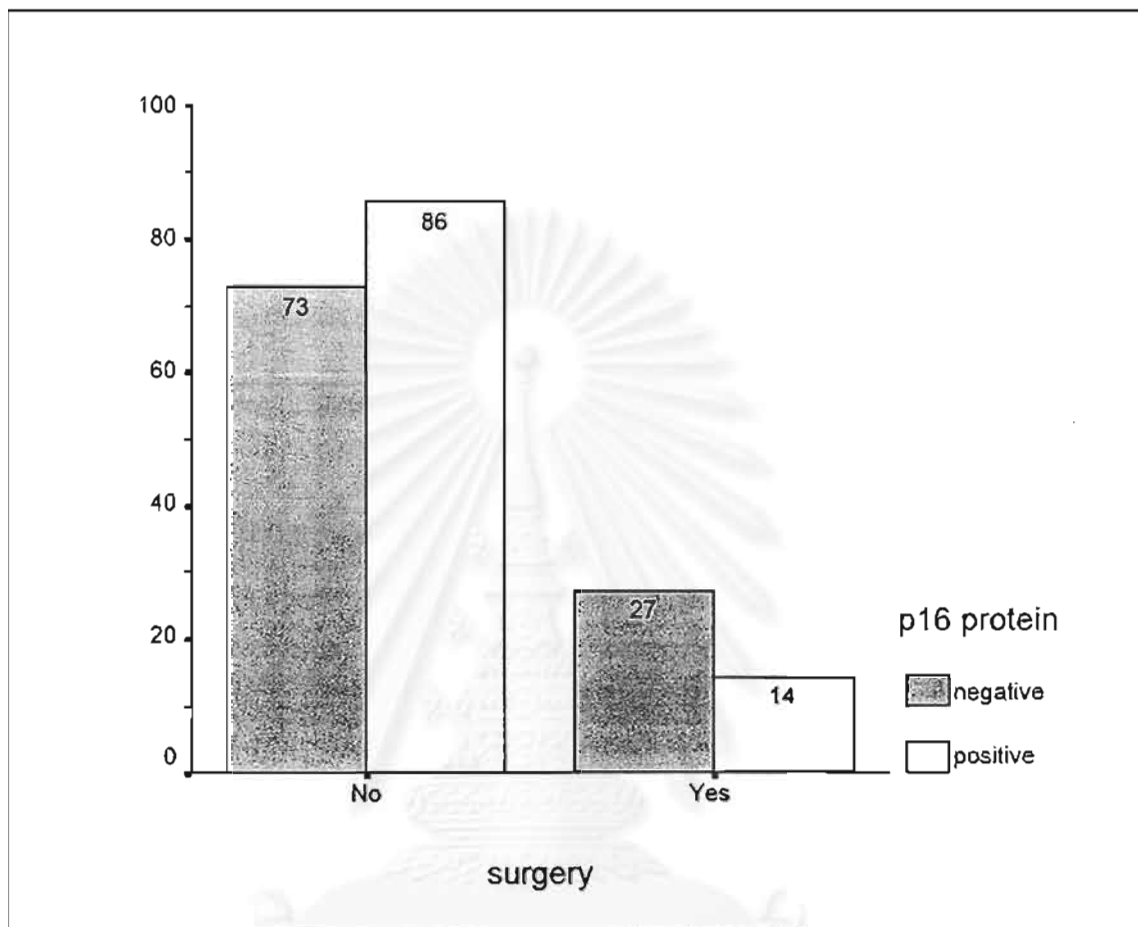 100
80
60
40
20
0
73
86
27
14
No
Yes
surgery
p16 protein
negative
positive